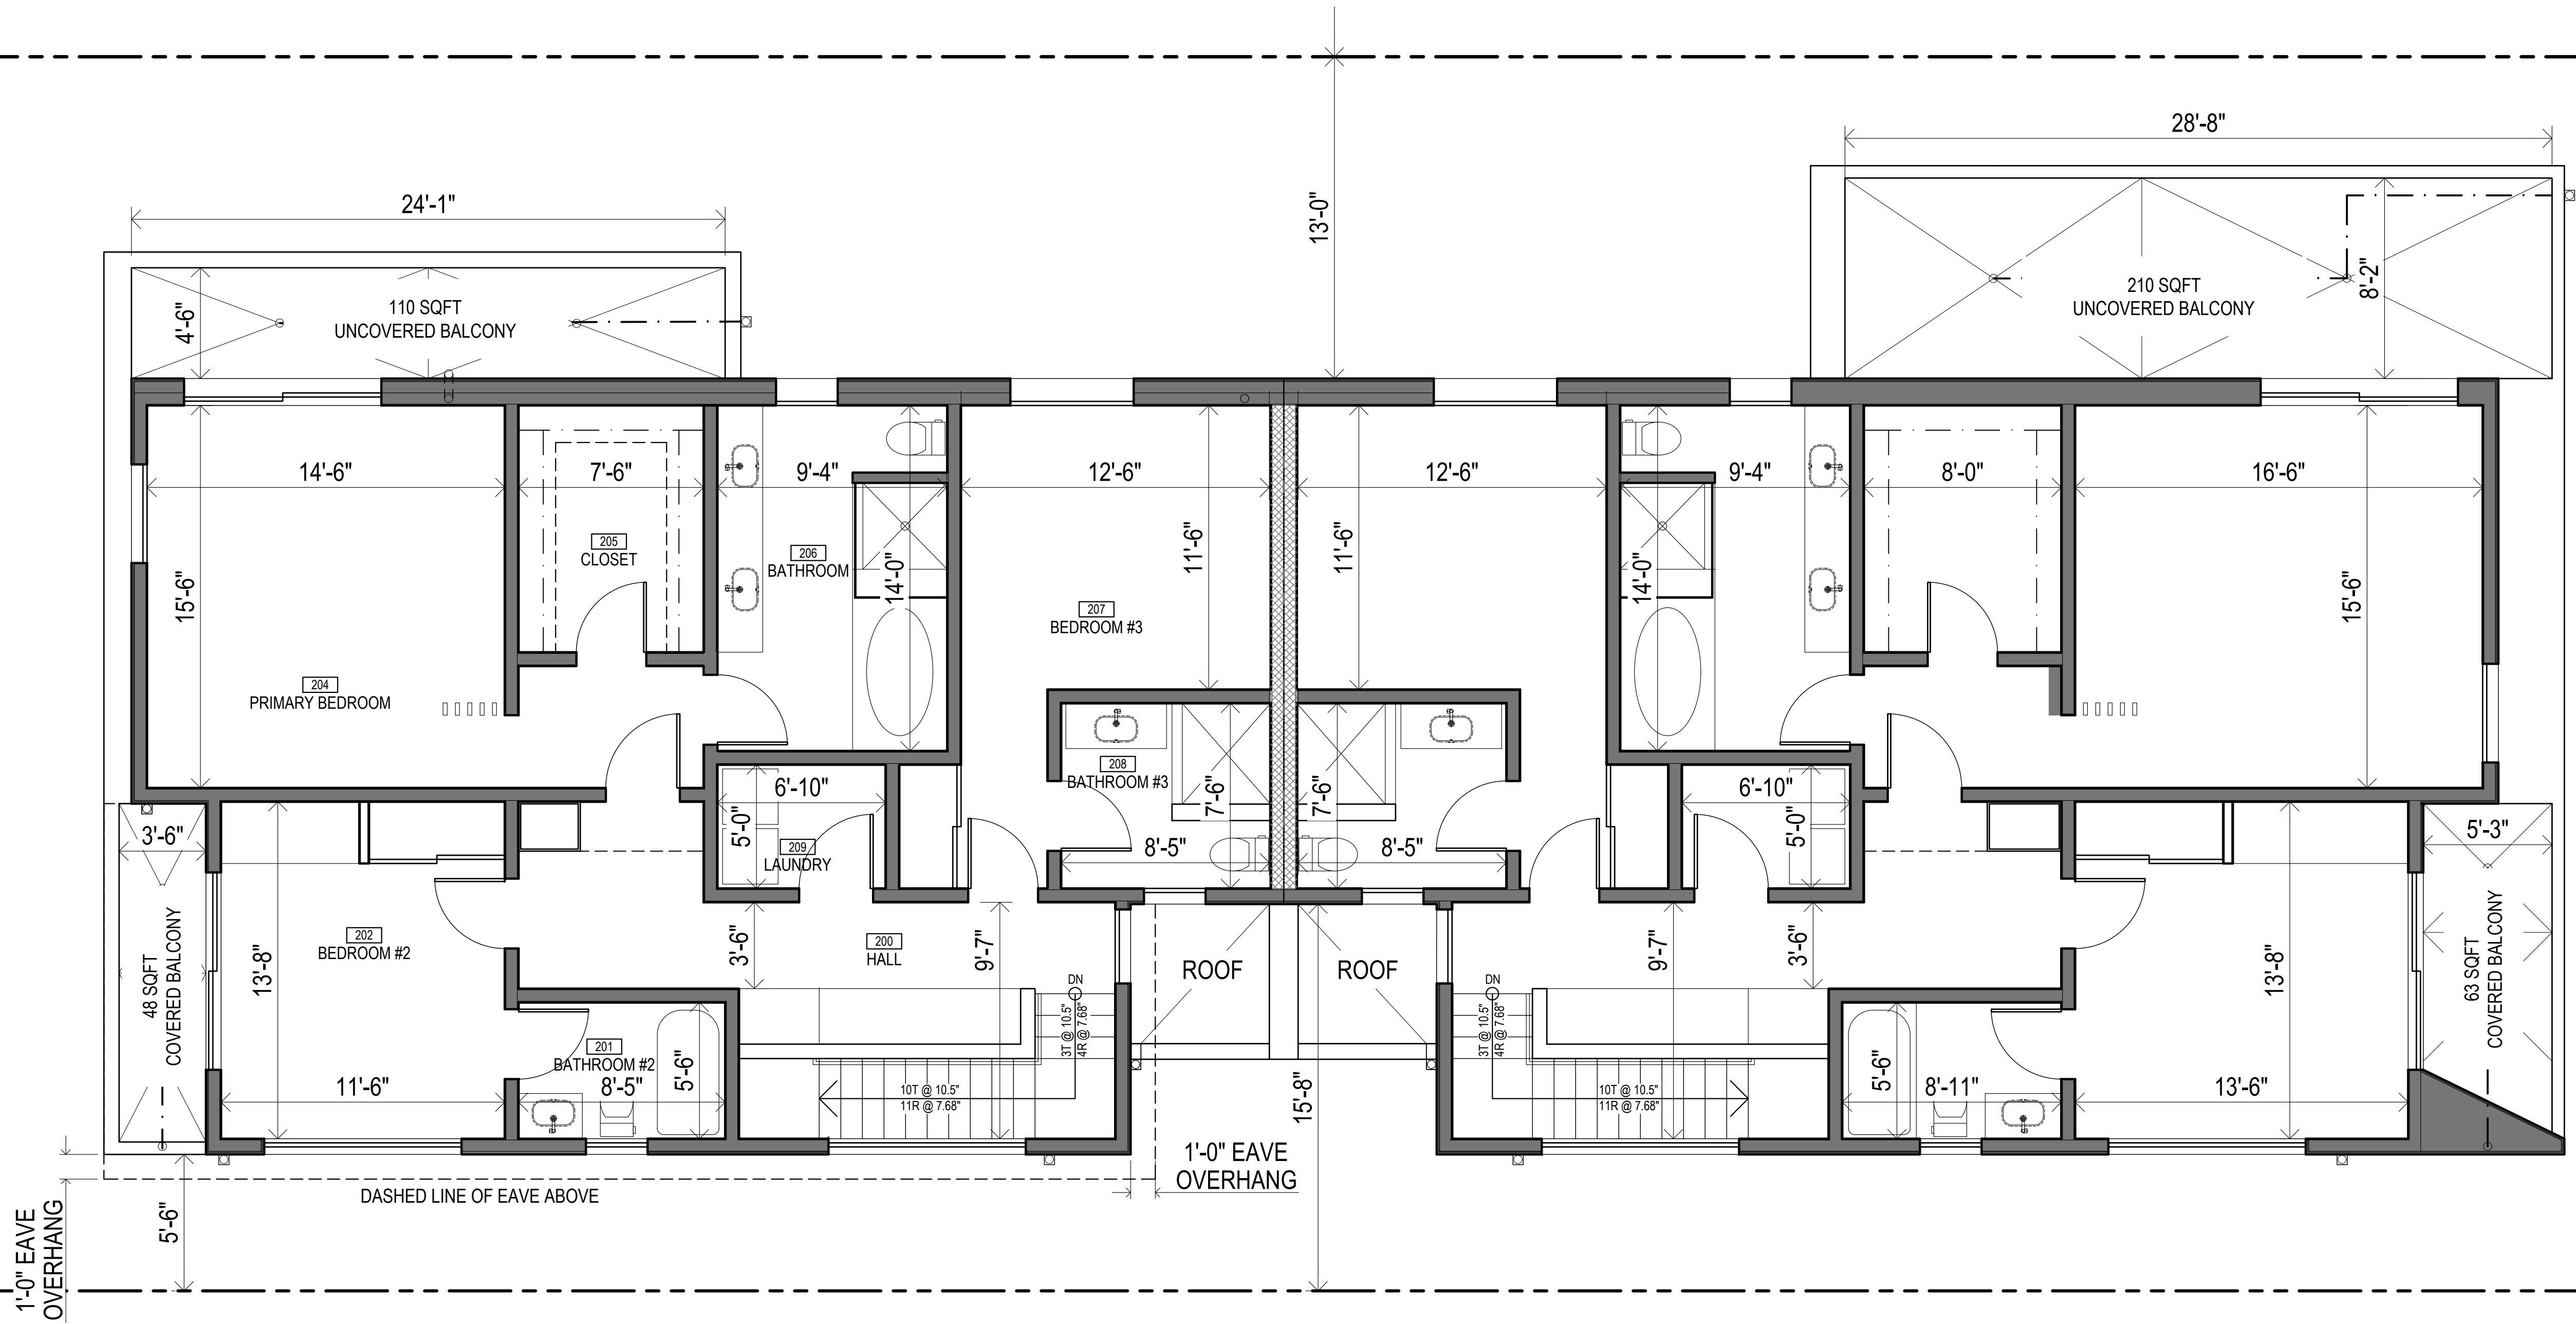 28'-8"
24'-1"
13'-0"
4'-6"
110 SQFT
UNCOVERED BALCONY
210 SQFT
UNCOVERED BALCONY
8'-2"
14'-6"
7'-6"
9'-4"
12'-6"
12'-6"
9'-4"
8'-0"
16'-6"
205
CLOSET
206
BATHROOM
14'-0"
11'-6"
11'-6"
14'-0"
15'-6"
15'-6"
207
BEDROOM #3
204
PRIMARY BEDROOM
208
BATHROOM #3
6'-10"
5'-0"
209
LAUNDRY
7'-6"
8'-5"
7'-6"
8'-5"
6'-10"
5'-0"
3'-6"
5'-3"
48 SQFT
COVERED BALCONY
202
BEDROOM #2
13'-8"
3'-6"
200
HALL
9'-7"
ROOF
ROOF
9'-7"
3'-6"
13'-8"
63 SQFT
COVERED BALCONY
DN
3T @ 10.5"
4R @ 7.68"
DN
3T @ 10.5"
4R @ 7.68"
201
BATHROOM #2
8'-5"
5'-6"
11'-6"
10T @ 10.5"
11R @ 7.68"
10T @ 10.5"
11R @ 7.68"
5'-6"
8'-11"
13'-6"
15'-8"
1'-0" EAVE
OVERHANG
DASHED LINE OF EAVE ABOVE
5'-6"
1'-0" EAVE
OVERHANG